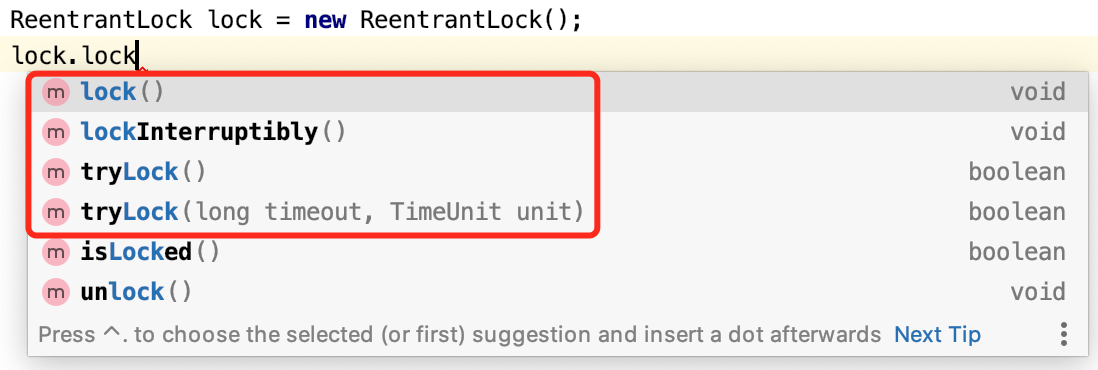 ReentrantLock lock = new ReentrantLock();
lock.lock
m lock() void
m lockInterruptibly() void
m tryLock() boolean
m tryLock(long timeout, TimeUnit unit) boolean
m isLocked() boolean
m unlock() void
Press ^. to choose the selected (or first) suggestion and insert a dot afterwards Next Tip